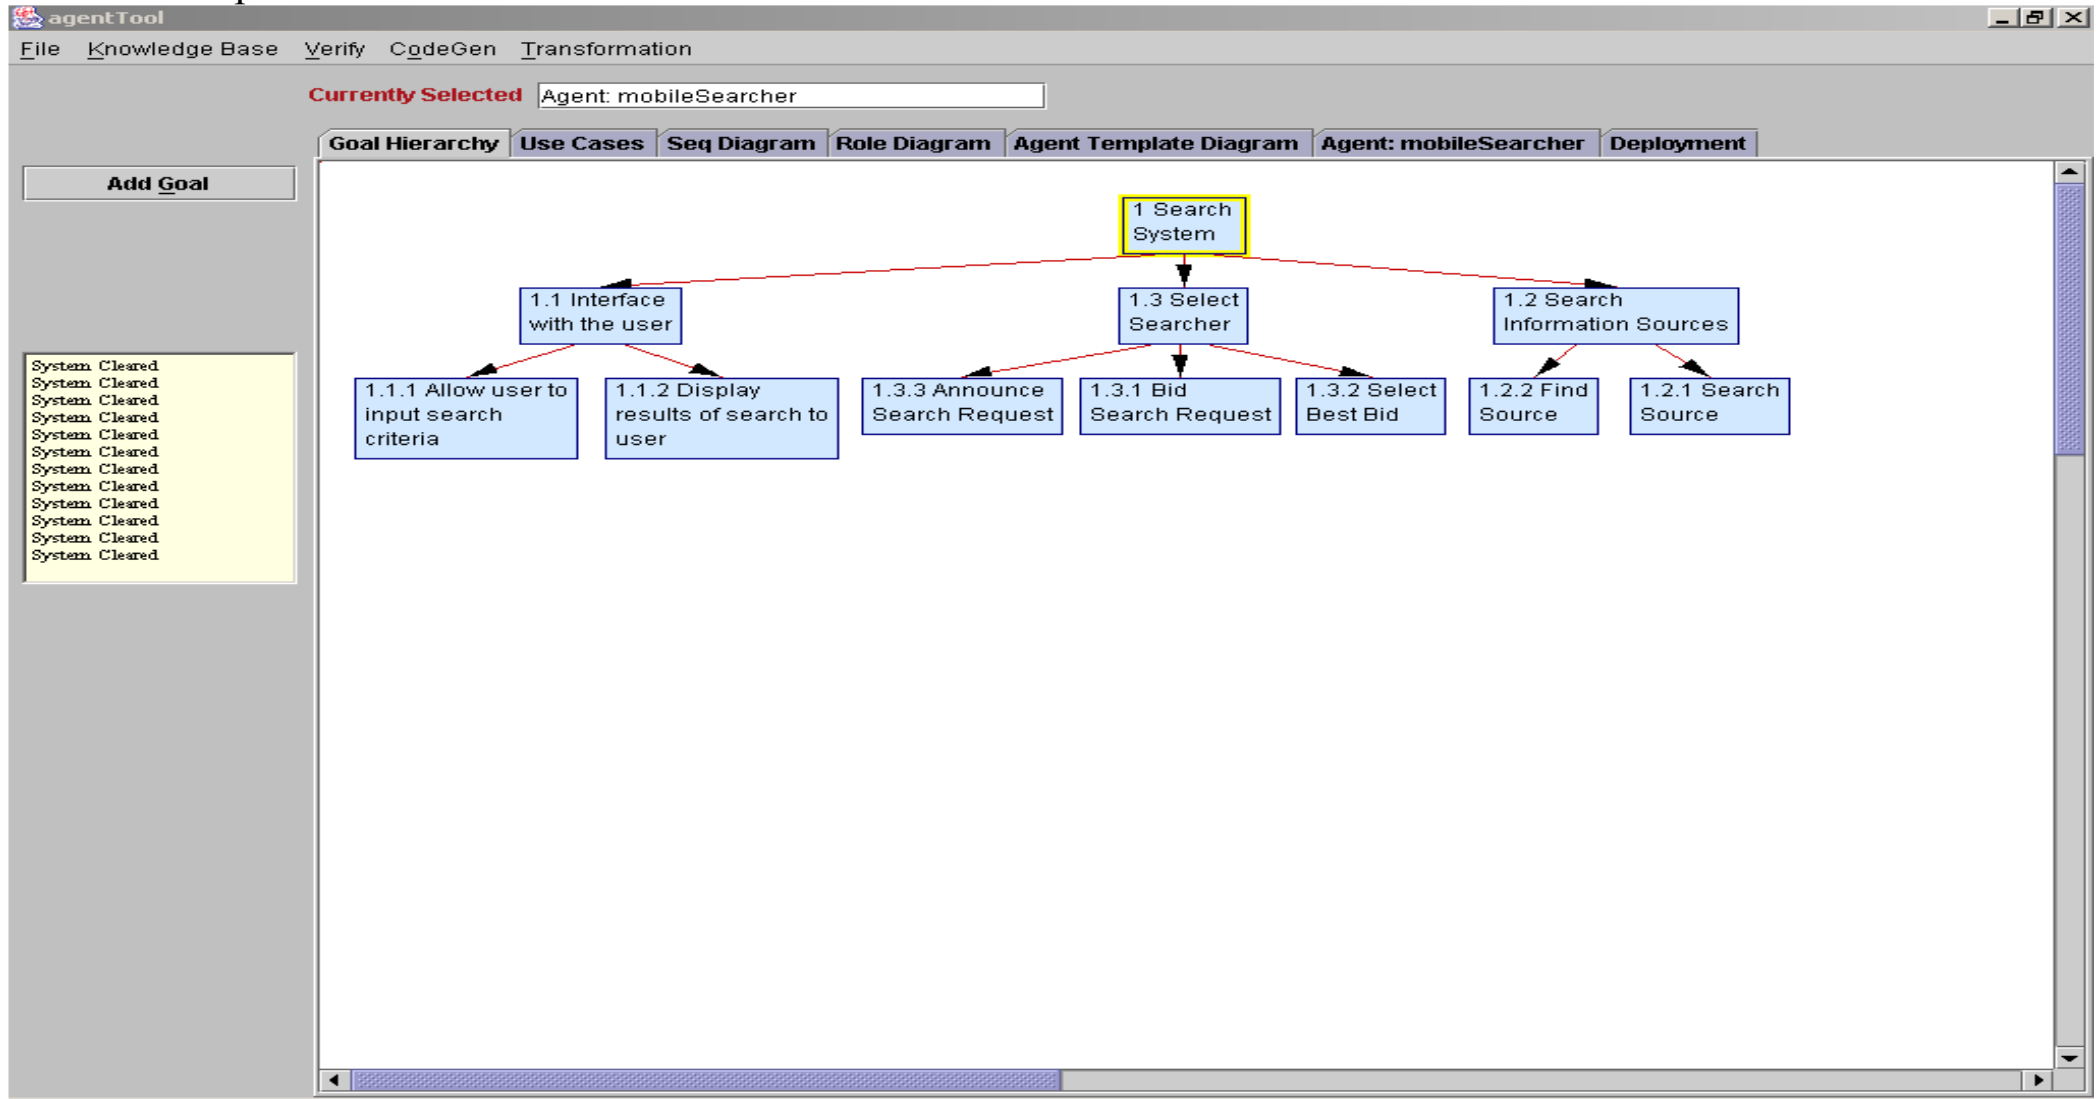 agentTool
File Knowledge Base Verify CodeGen Transformation
Currently Selected Agent: mobileSearcher
Goal Hierarchy Use Cases Seq Diagram Role Diagram Agent Template Diagram Agent: mobileSearcher Deployment
Add Goal
1 Search
System
1.1 Interface
with the user
1.3 Select
Searcher
1.2 Search
Information Sources
1.1.1 Allow user to
input search
criteria
1.1.2 Display
results of search to
user
1.3.3 Announce
Search Request
1.3.1 Bid
Search Request
1.3.2 Select
Best Bid
1.2.2 Find
Source
1.2.1 Search
Source
System Cleared
System Cleared
System Cleared
System Cleared
System Cleared
System Cleared
System Cleared
System Cleared
System Cleared
System Cleared
System Cleared
System Cleared